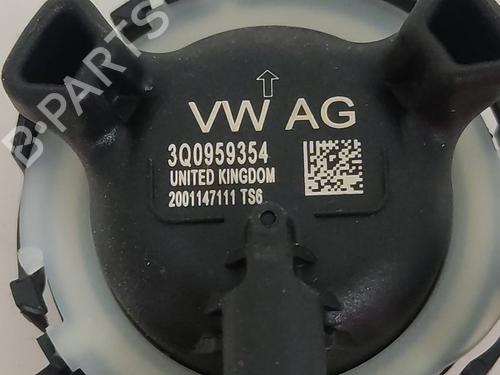 B-PARTS
VW AG
3Q0959354
UNITED KINGDOM
2001147111 TS6